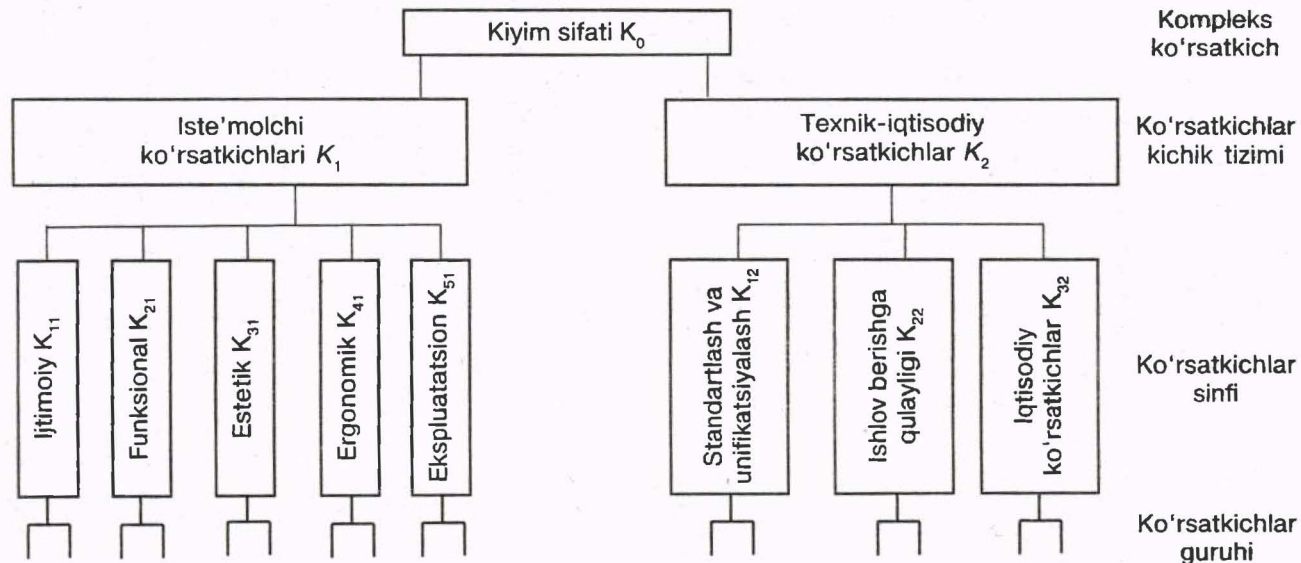 Kiyim sifati K₀
Kompleks
ko‘rsatkich
Iste'molchi
ko‘rsatkichlari K₁
Texnik-iqtisodiy
ko‘rsatkichlar K₂
Ko‘rsatkichlar
kichik tizimi
Ijtimoiy K₁₁
Funksional K₂₁
Estetik K₃₁
Ergonomik K₄₁
Ekspluatatsion K₅₁
Standartlash va
unifikatsiyalash K₁₂
Ishlov berishga
qulayligi K₂₂
Iqtisodiy
ko‘rsatkichlar K₃₂
Ko‘rsatkichlar
sinfi
Ko‘rsatkichlar
guruhi